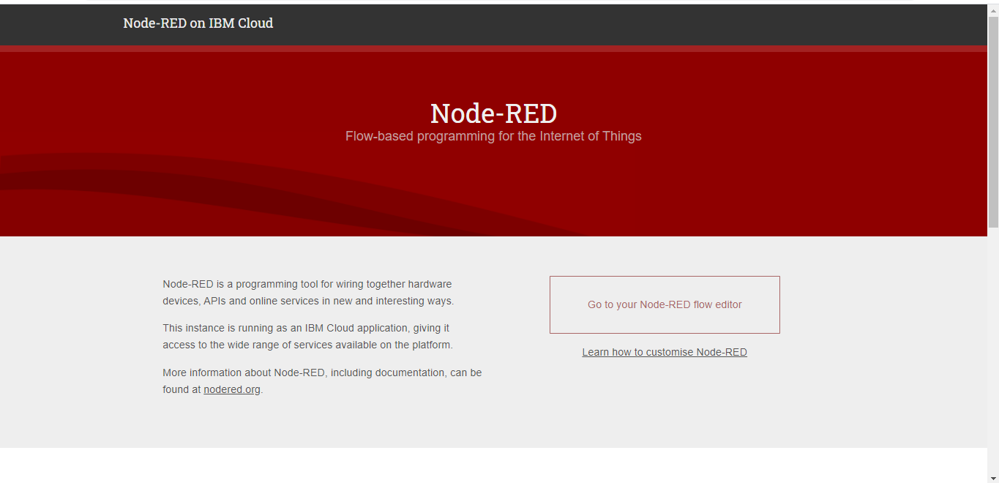 Node-RED on IBM Cloud
Node-RED
Flow-based programming for the Internet of Things
Node-RED is a programming tool for wiring together hardware
devices, APIs and online services in new and interesting ways.
This instance is running as an IBM Cloud application, giving it
access to the wide range of services available on the platform.
More information about Node-RED, including documentation, can be
found at nodered.org.
Go to your Node-RED flow editor
Learn how to customise Node-RED